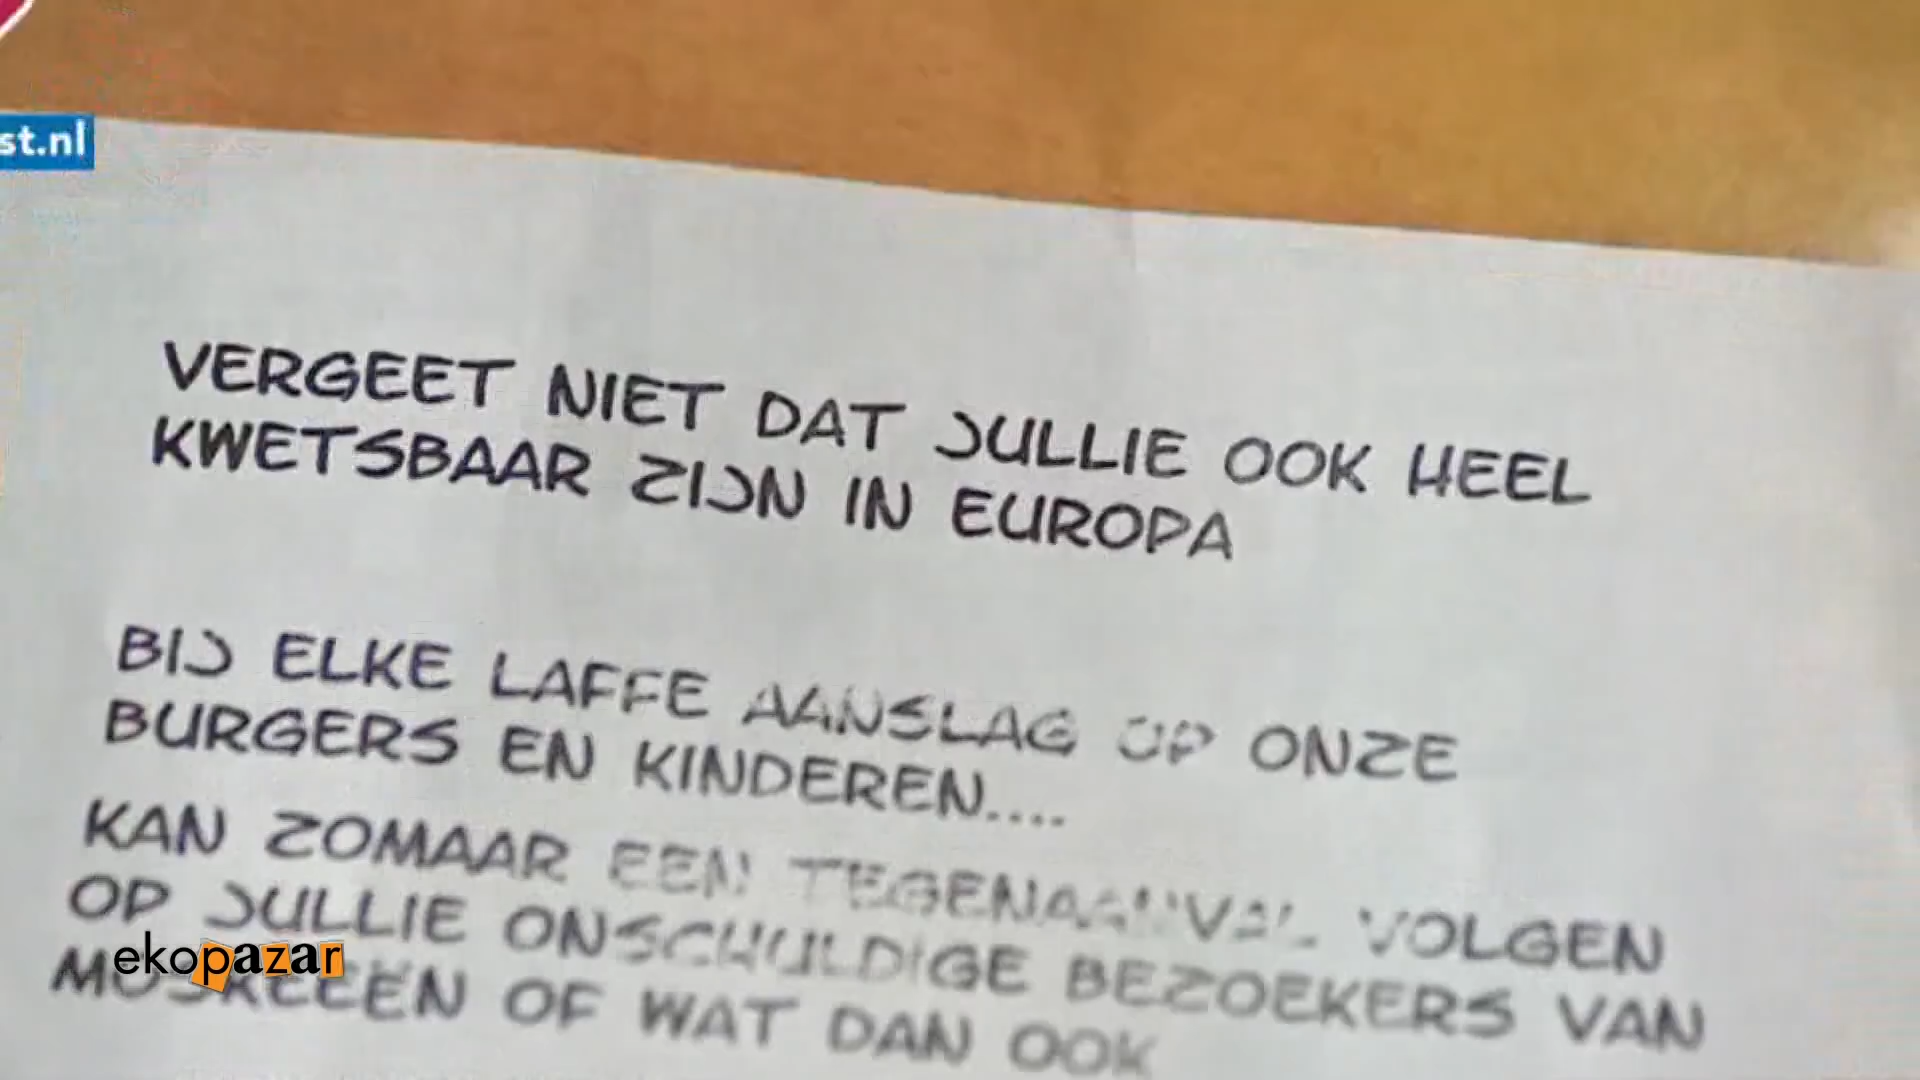 st.nl
VERGEET NIET DAT JULLIE OOK HEEL
KWETSBAAR ZIJN IN EUROPA
BIJ ELKE LAFFE AANSLAG OP ONZE
BURGERS EN KINDEREN....
KAN ZOMAAR EEN TEGENAANVAL VOLGEN
OP JULLIE ONSCHULDIGE BEZOEKERS VAN
MOSKEEËN OF WAT DAN OOK
ekopazar